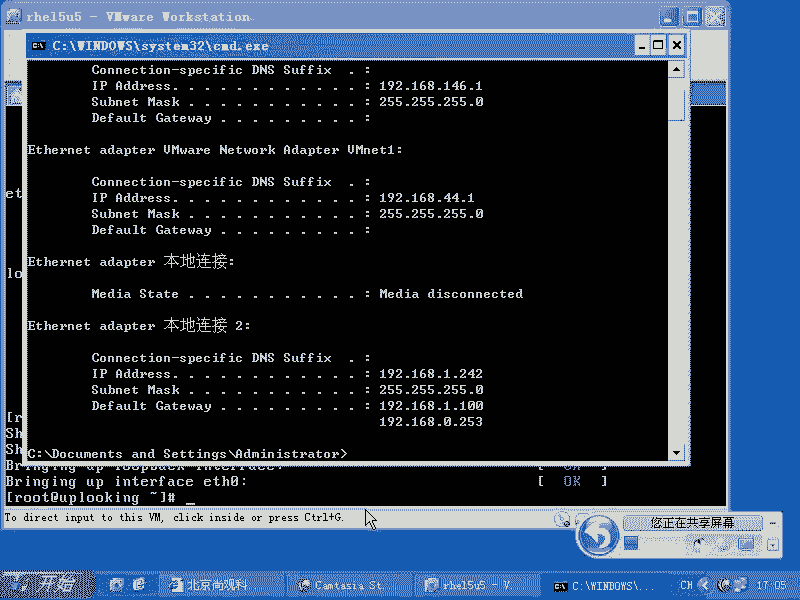 rhel5u5 - VMware Workstation
C:\WINDOWS\system32\cmd.exe
Connection-specific DNS Suffix  . :
IP Address. . . . . . . . . . . . : 192.168.146.1
Subnet Mask . . . . . . . . . . . : 255.255.255.0
Default Gateway . . . . . . . . . :
Ethernet adapter VMware Network Adapter VMnet1:
Connection-specific DNS Suffix  . :
IP Address. . . . . . . . . . . . : 192.168.44.1
Subnet Mask . . . . . . . . . . . : 255.255.255.0
Default Gateway . . . . . . . . . :
et
Ethernet adapter 本地连接:
lo
Media State . . . . . . . . . . . : Media disconnected
Ethernet adapter 本地连接 2:
Connection-specific DNS Suffix  . :
IP Address. . . . . . . . . . . . : 192.168.1.242
Subnet Mask . . . . . . . . . . . : 255.255.255.0
Default Gateway . . . . . . . . . : 192.168.1.100
192.168.0.253
[r
Sh
Sh
C:\Documents and Settings\Administrator>
Bringing up loopback interface: [ OK ]
Bringing up interface eth0: [ OK ]
[root@uplooking ~]# _
To direct input to this VM, click inside or press Ctrl+G.
您正在共享屏幕
开始
北京尚观科...
Camtasia St...
rhel5u5 - V...
C:\WINDOWS\...
CH
17:05